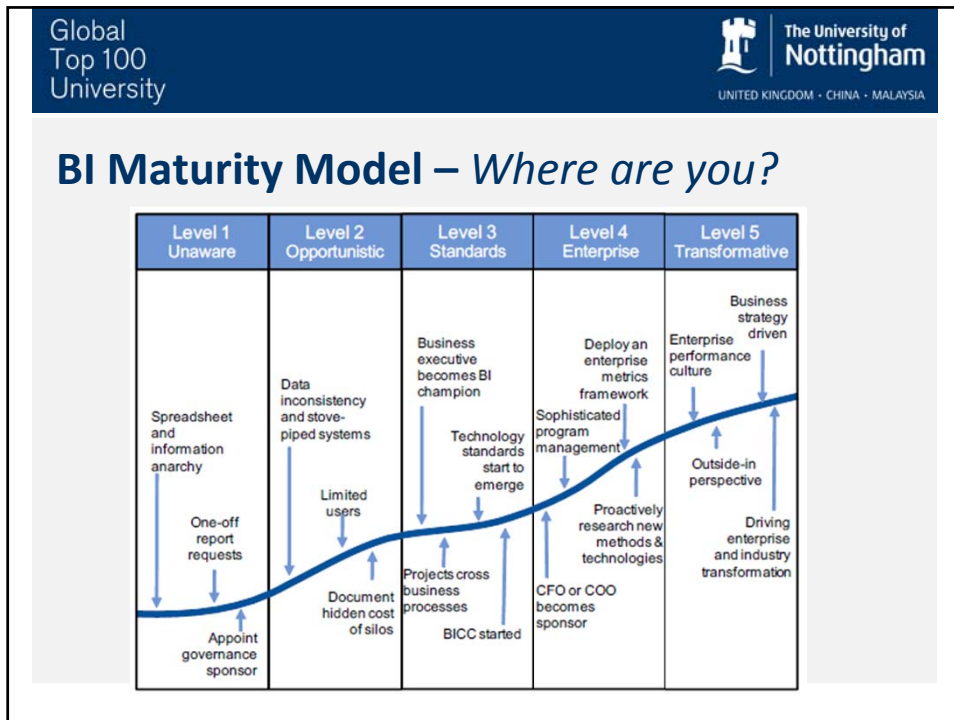 Global
Top 100
University
The University of
Nottingham
UNITED KINGDOM • CHINA • MALAYSIA
BI Maturity Model – Where are you?
Level 1
Unaware
Level 2
Opportunistic
Level 3
Standards
Level 4
Enterprise
Level 5
Transformative
Spreadsheet
and
information
anarchy
One-off
report
requests
Appoint
governance
sponsor
Data
inconsistency
and stove-
piped systems
Limited
users
Document
hidden cost
of silos
Business
executive
becomes BI
champion
Technology
standards
start to
emerge
Projects cross
business
processes
BICC started
Deploy an
enterprise
metrics
framework
Sophisticated
program
management
Proactively
research new
methods &
technologies
CFO or COO
becomes
sponsor
Business
strategy
driven
Enterprise
performance
culture
Outside-in
perspective
Driving
enterprise
and industry
transformation